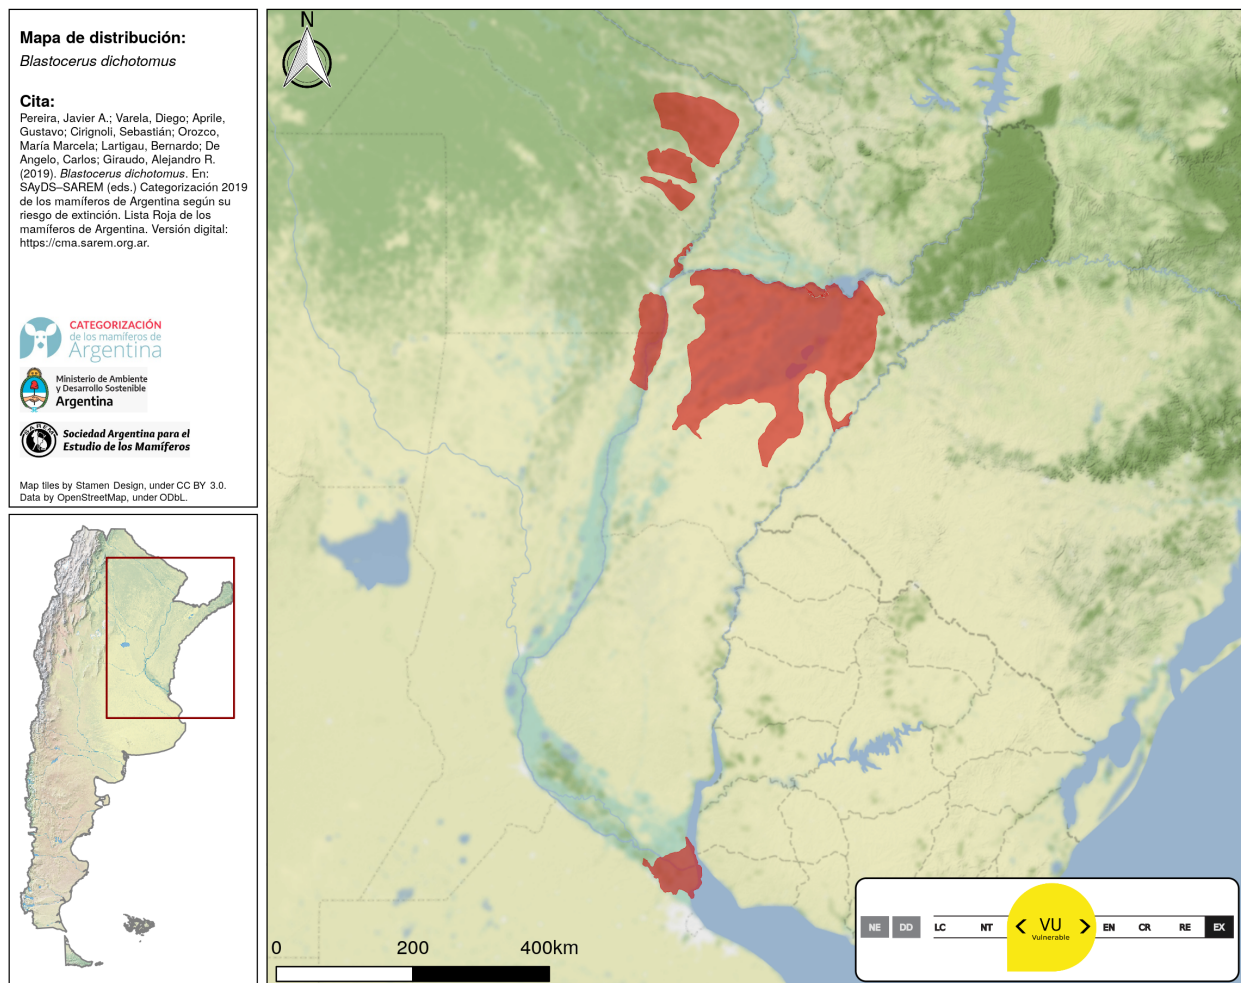 Mapa de distribución:
Blastocerus dichotomus
Cita:
Pereira, Javier A.; Varela, Diego; Aprile,
Gustavo; Cirignoli, Sebastián; Orozco,
María Marcela; Lartigau, Bernardo; De
Angelo, Carlos; Giraudo, Alejandro R.
(2019). Blastocerus dichotomus. En:
SAyDS–SAREM (eds.) Categorización 2019
de los mamíferos de Argentina según su
riesgo de extinción. Lista Roja de los
mamíferos de Argentina. Versión digital:
https://cma.sarem.org.ar.
CATEGORIZACIÓN
de los mamíferos de
Argentina
Ministerio de Ambiente
y Desarrollo Sostenible
Argentina
SAREM
Sociedad Argentina para el
Estudio de los Mamíferos
Map tiles by Stamen Design, under CC BY 3.0.
Data by OpenStreetMap, under ODbL.
N
0 200 400km
NE DD LC NT < VU > EN CR RE EX
Vulnerable